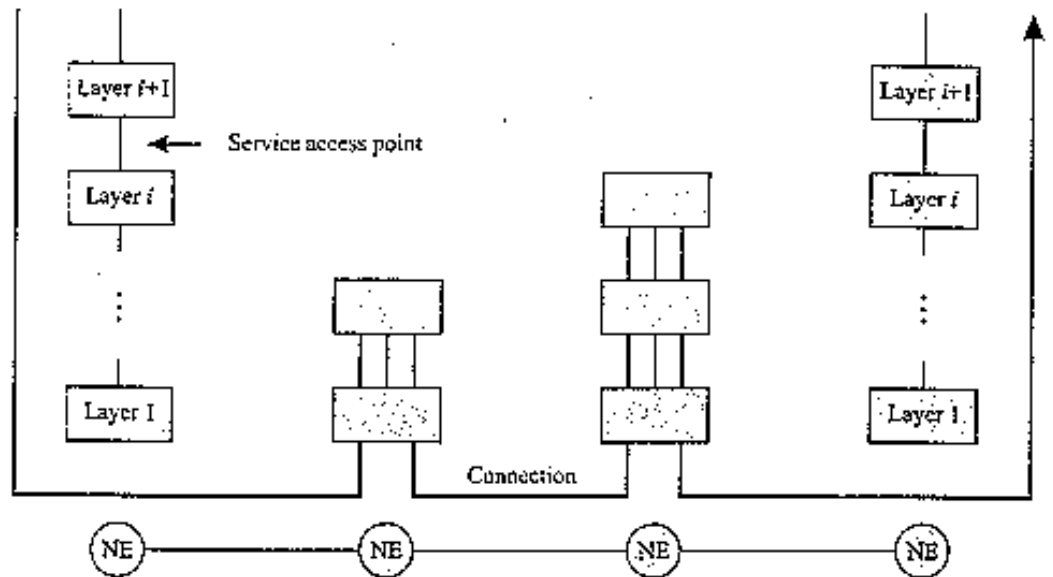 Layer i+1
Layer i+1
Service access point
Layer i
Layer i
Layer 1
Layer 1
Connection
NE
NE
NE
NE